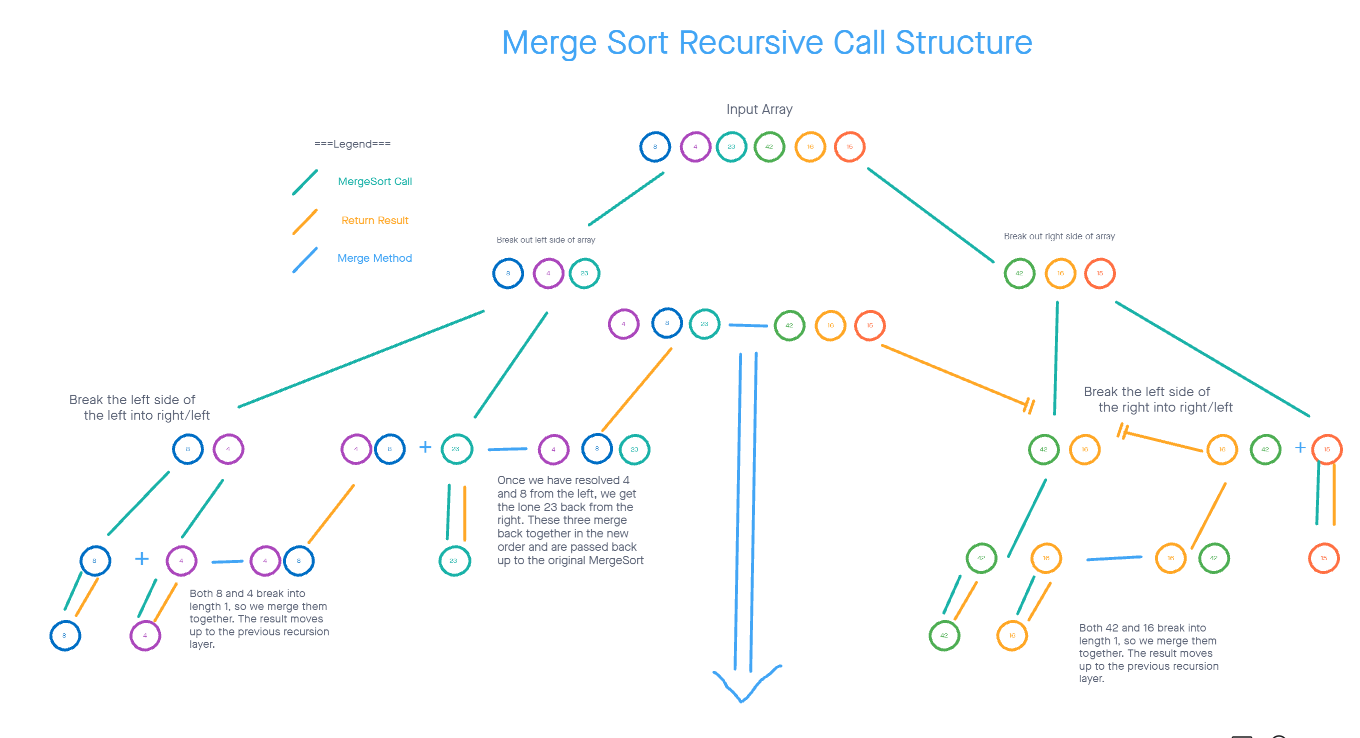 Merge Sort Recursive Call Structure
Input Array
8 4 23 42 16 15
===Legend===
MergeSort Call
Return Result
Merge Method
Break out left side of array
8 4 23
Break out right side of array
42 16 15
4 8 23 42 16 15
Break the left side of
the left into right/left
8 4
4 8 + 23
4 8 23
Break the left side of
the right into right/left
42 16
16 42 + 15
Once we have resolved 4
and 8 from the left, we get
the lone 23 back from the
right. These three merge
back together in the new
order and are passed back
up to the original MergeSort
8 + 4
4 8
23
42 16
16 42
15
Both 8 and 4 break into
length 1, so we merge them
together. The result moves
up to the previous recursion
layer.
8 4
42 16
Both 42 and 16 break into
length 1, so we merge them
together. The result moves
up to the previous recursion
layer.